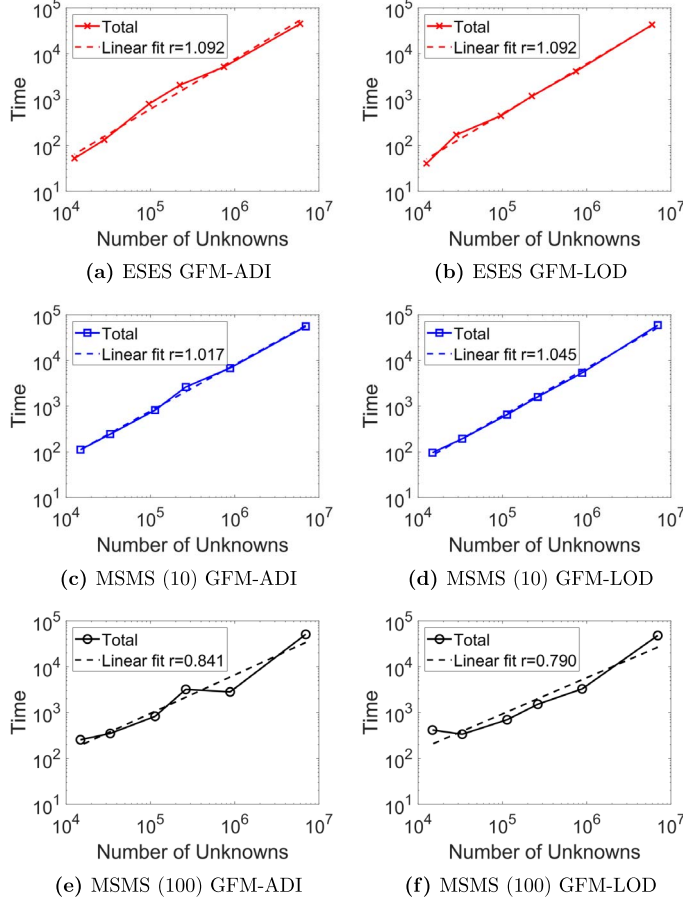 10^5
10^4
10^3
10^2
10^1
Time
Total
Linear fit r=1.092
10^4 10^5 10^6 10^7
Number of Unknowns
(a) ESES GFM-ADI
10^5
10^4
10^3
10^2
10^1
Time
Total
Linear fit r=1.092
10^4 10^5 10^6 10^7
Number of Unknowns
(b) ESES GFM-LOD
10^5
10^4
10^3
10^2
10^1
Time
Total
Linear fit r=1.017
10^4 10^5 10^6 10^7
Number of Unknowns
(c) MSMS (10) GFM-ADI
10^5
10^4
10^3
10^2
10^1
Time
Total
Linear fit r=1.045
10^4 10^5 10^6 10^7
Number of Unknowns
(d) MSMS (10) GFM-LOD
10^5
10^4
10^3
10^2
10^1
Time
Total
Linear fit r=0.841
10^4 10^5 10^6 10^7
Number of Unknowns
(e) MSMS (100) GFM-ADI
10^5
10^4
10^3
10^2
10^1
Time
Total
Linear fit r=0.790
10^4 10^5 10^6 10^7
Number of Unknowns
(f) MSMS (100) GFM-LOD